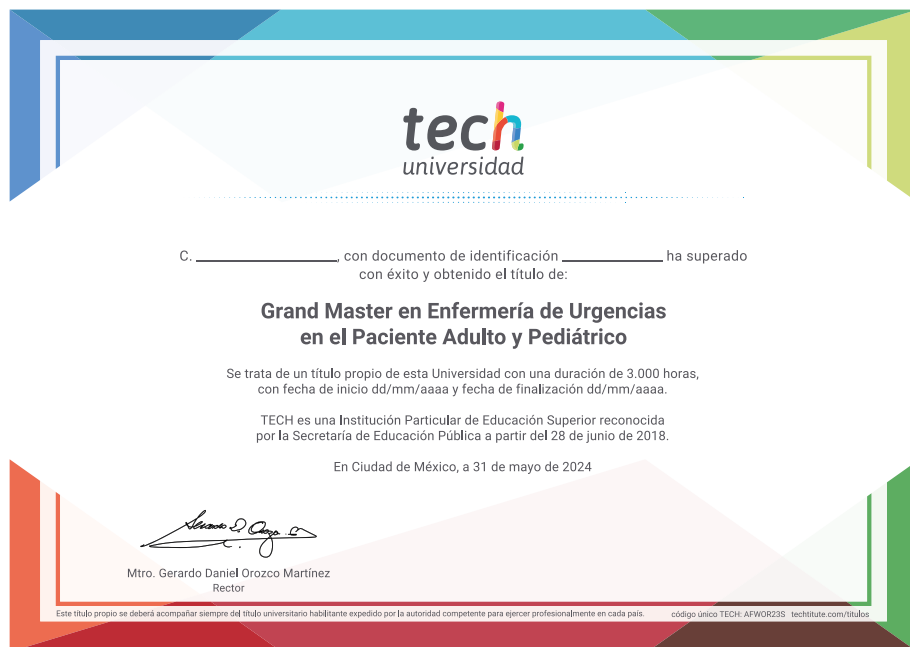 tech
universidad
C. ____________, con documento de identificación ____________ ha superado
con éxito y obtenido el título de:
Grand Master en Enfermería de Urgencias
en el Paciente Adulto y Pediátrico
Se trata de un título propio de esta Universidad con una duración de 3.000 horas,
con fecha de inicio dd/mm/aaaa y fecha de finalización dd/mm/aaaa.
TECH es una Institución Particular de Educación Superior reconocida
por la Secretaría de Educación Pública a partir del 28 de junio de 2018.
En Ciudad de México, a 31 de mayo de 2024
Mtro. Gerardo Daniel Orozco Martínez
Rector
Este título propio se deberá acompañar siempre del título universitario habilitante expedido por la autoridad competente para ejercer profesionalmente en cada país. código único TECH: AFWOR23S techtitute.com/titulos